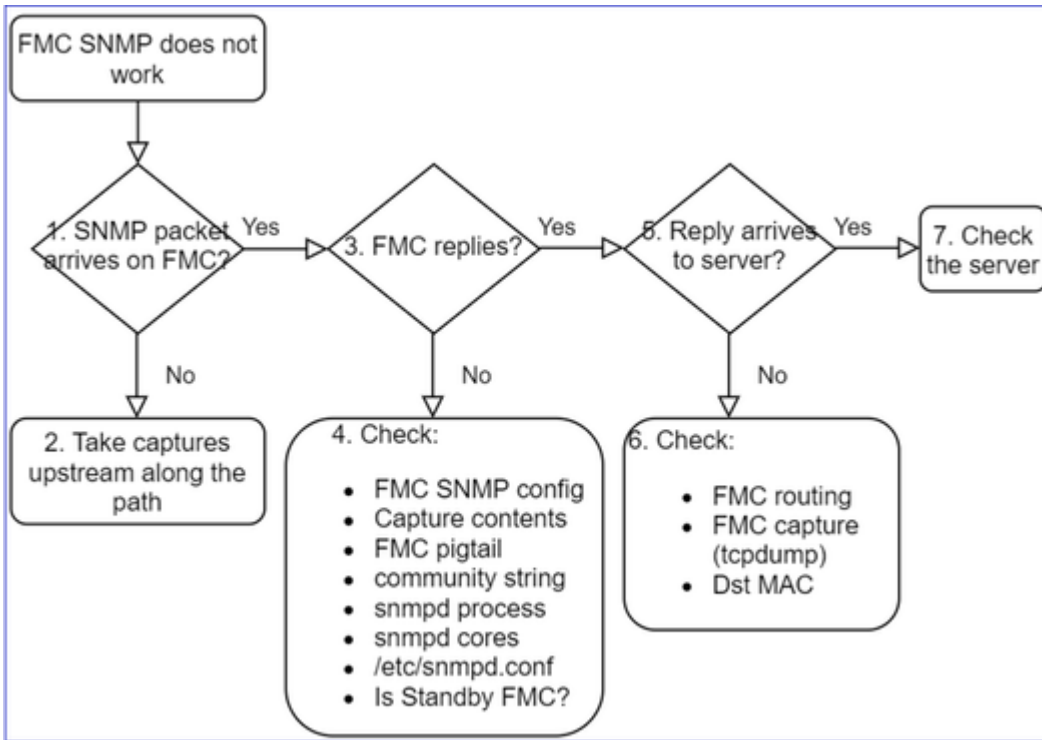 FMC SNMP does not
work
1. SNMP packet
arrives on FMC?
Yes
3. FMC replies?
Yes
5. Reply arrives
to server?
Yes
7. Check
the server
No
No
No
2. Take captures
upstream along the
path
4. Check:
• FMC SNMP config
• Capture contents
• FMC pigtail
• community string
• snmpd process
• snmpd cores
• /etc/snmpd.conf
• Is Standby FMC?
6. Check:
• FMC routing
• FMC capture
(tcpdump)
• Dst MAC